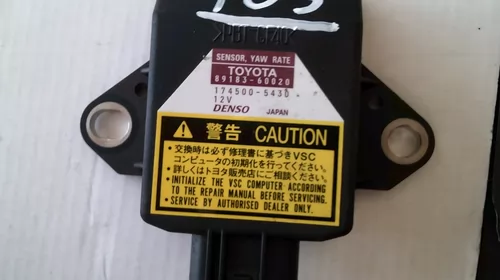 SENSOR, YAW RATE
TOYOTA
89183-60020
174500-5430
12V
DENSO JAPAN
警告 CAUTION
・交換時は必ず修理書に基づきVSC
コンピュータの初期化を行ってください。
・詳しくはトヨタ販売店にご相談ください。
・INITIALIZE THE VSC COMPUTER ACCORDING
TO THE REPAIR MANUAL BEFORE SERVICING.
・SERVICE BY AUTHORISED DEALER ONLY.